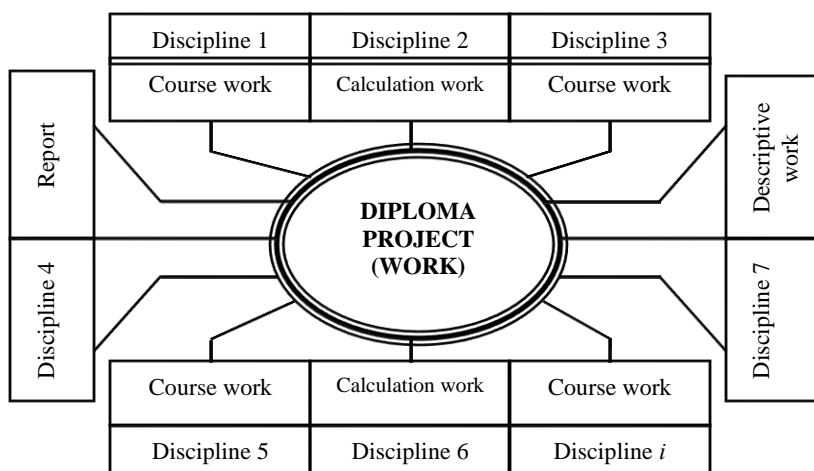 Discipline 1
Discipline 2
Discipline 3
Course work
Calculation work
Course work
Report
Descriptive
work
DIPLOMA
PROJECT
(WORK)
Discipline 4
Discipline 7
Course work
Calculation work
Course work
Discipline 5
Discipline 6
Discipline i